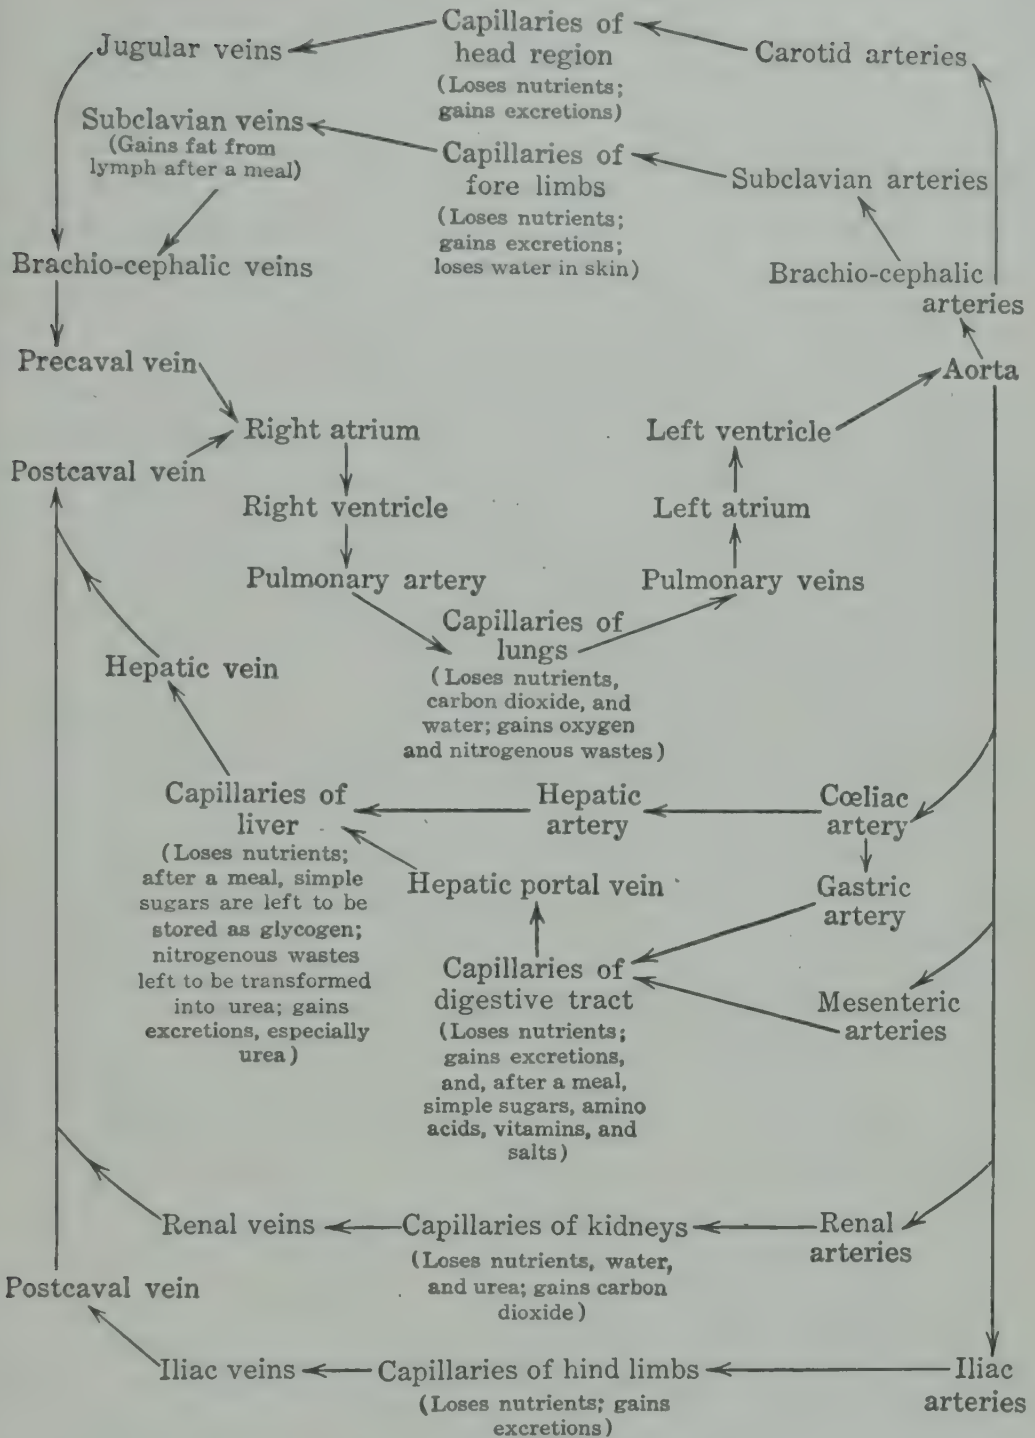 Capillaries of
head region
(Loses nutrients;
gains excretions)
Jugular veins
Carotid arteries
Subclavian veins
(Gains fat from
lymph after a meal)
Capillaries of
fore limbs
(Loses nutrients;
gains excretions;
loses water in skin)
Subclavian arteries
Brachio-cephalic veins
Brachio-cephalic
arteries
Precaval vein
Aorta
Right atrium
Left ventricle
Postcaval vein
Right ventricle
Left atrium
Pulmonary artery
Pulmonary veins
Capillaries of
lungs
(Loses nutrients,
carbon dioxide, and
water; gains oxygen
and nitrogenous wastes)
Hepatic vein
Capillaries of
liver
(Loses nutrients;
after a meal, simple
sugars are left to be
stored as glycogen;
nitrogenous wastes
left to be transformed
into urea; gains
excretions, especially
urea)
Hepatic
artery
Cœliac
artery
Hepatic portal vein
Gastric
artery
Capillaries of
digestive tract
(Loses nutrients;
gains excretions,
and, after a meal,
simple sugars, amino
acids, vitamins, and
salts)
Mesenteric
arteries
Renal veins
Capillaries of kidneys
(Loses nutrients, water,
and urea; gains carbon
dioxide)
Renal
arteries
Postcaval vein
Iliac veins
Capillaries of hind limbs
(Loses nutrients; gains
excretions)
Iliac
arteries